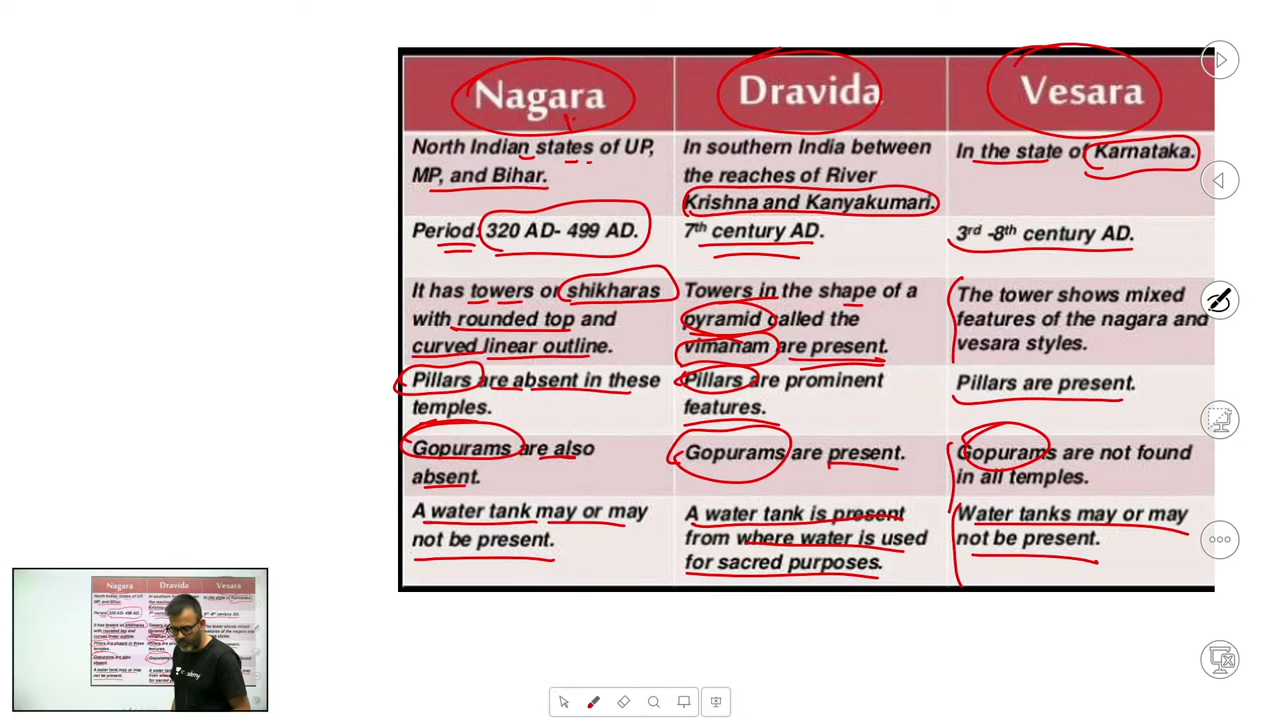 Nagara
Dravida
Vesara
North Indian states of UP,
MP, and Bihar.
In southern India between
the reaches of River
Krishna and Kanyakumari.
In the state of Karnataka.
Period: 320 AD- 499 AD.
7th century AD.
3rd -8th century AD.
It has towers or shikharas
with rounded top and
curved linear outline.
Towers in the shape of a
pyramid called the
vimanam are present.
The tower shows mixed
features of the nagara and
vesara styles.
Pillars are absent in these
temples.
Pillars are prominent
features.
Pillars are present.
Gopurams are also
absent.
Gopurams are present.
Gopurams are not found
in all temples.
A water tank may or may
not be present.
A water tank is present
from where water is used
for sacred purposes.
Water tanks may or may
not be present.